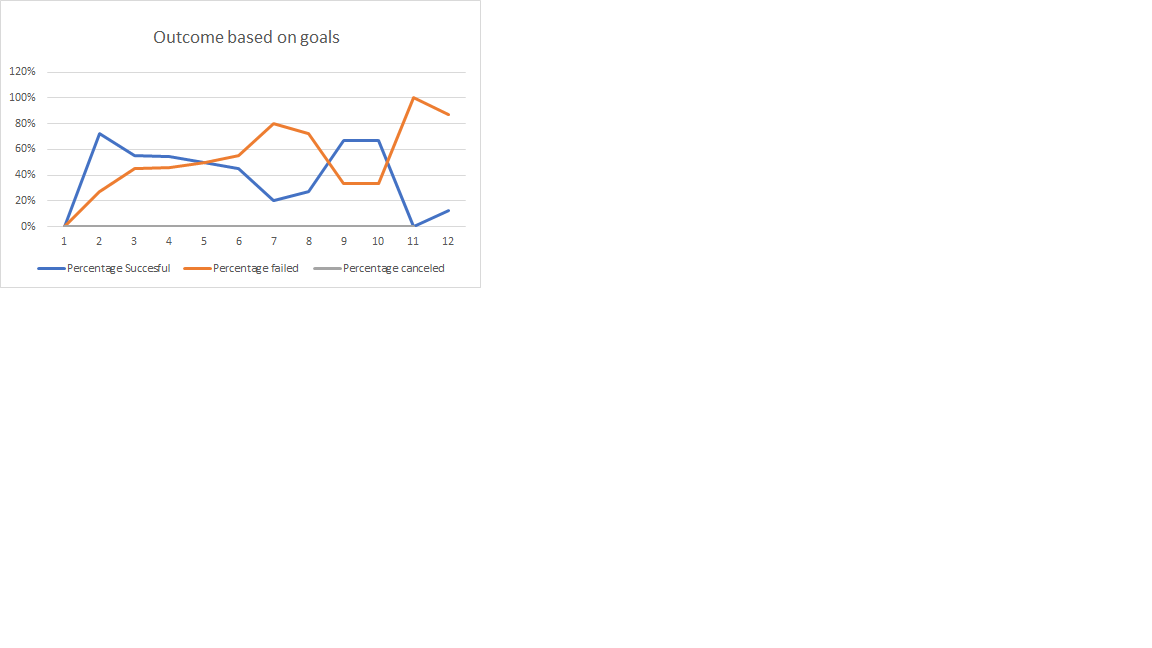 Outcome based on goals
120%
100%
80%
60%
40%
20%
0%
1 2 3 4 5 6 7 8 9 10 11 12
Percentage Succesful Percentage failed Percentage canceled